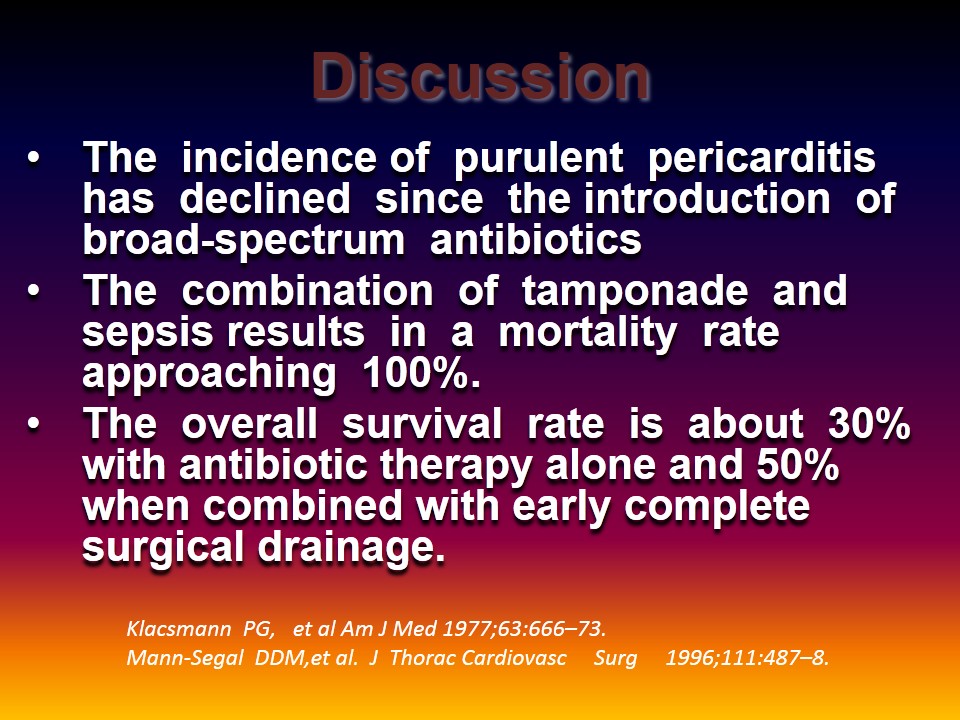 Discussion
• The incidence of purulent pericarditis
has declined since the introduction of
broad-spectrum antibiotics
• The combination of tamponade and
sepsis results in a mortality rate
approaching 100%.
• The overall survival rate is about 30%
with antibiotic therapy alone and 50%
when combined with early complete
surgical drainage.
Klacsmann PG, et al Am J Med 1977;63:666–73.
Mann-Segal DDM,et al. J Thorac Cardiovasc Surg 1996;111:487–8.